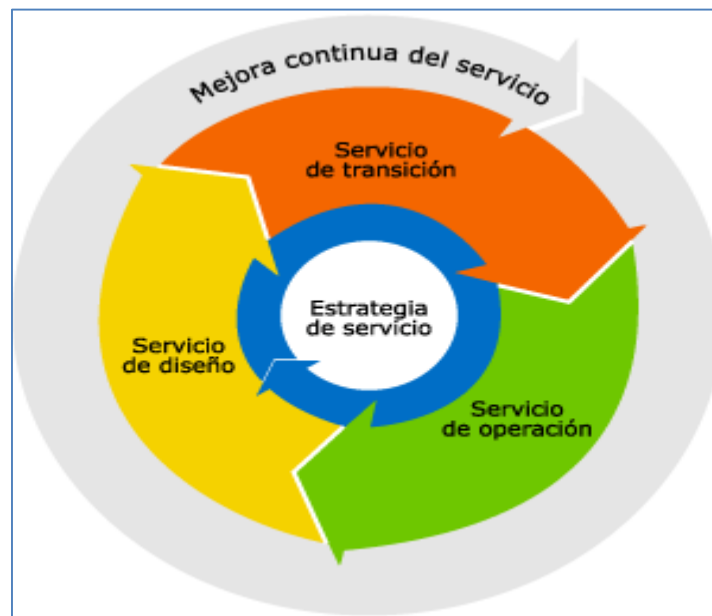 Mejora continua del servicio
Servicio
de transición
Estrategia
de servicio
Servicio
de diseño
Servicio
de operación